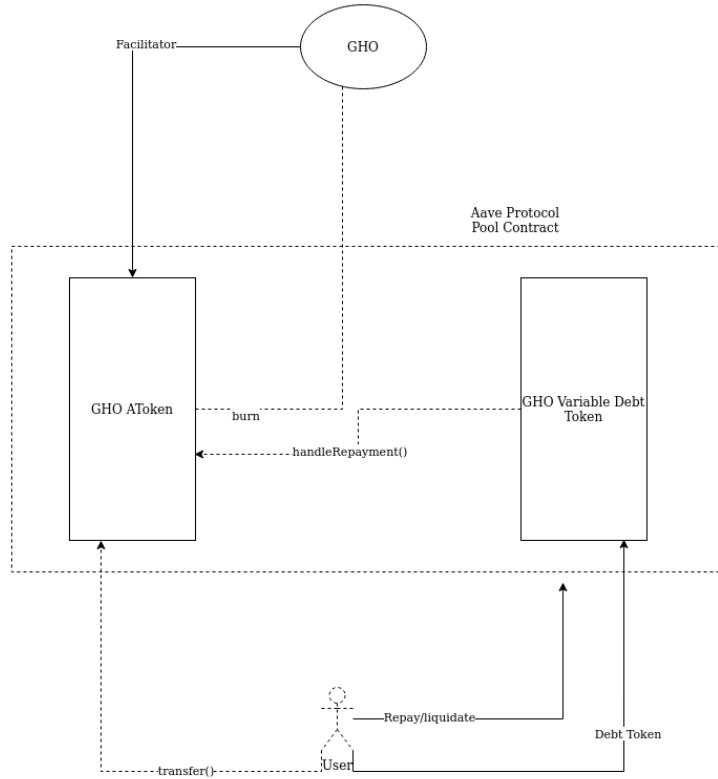 GHO
Facilitator
Aave Protocol
Pool Contract
GHO AToken
GHO Variable Debt
Token
burn
handleRepayment()
Repay/liquidate
Debt Token
User
transfer()